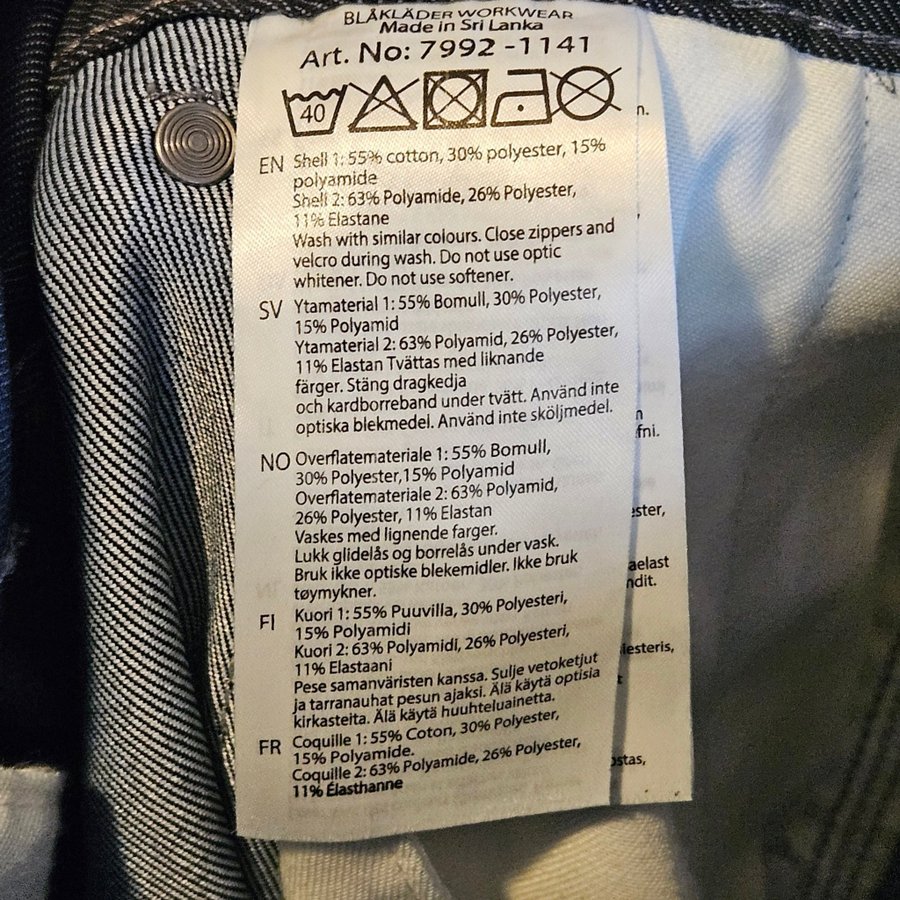 BLÅKLÄDER WORKWEAR
Made in Sri Lanka
Art. No: 7992 -1141
40
EN Shell 1: 55% cotton, 30% polyester, 15%
polyamide
Shell 2: 63% Polyamide, 26% Polyester,
11% Elastane
Wash with similar colours. Close zippers and
velcro during wash. Do not use optic
whitener. Do not use softener.
SV Ytamaterial 1: 55% Bomull, 30% Polyester,
15% Polyamid
Ytamaterial 2: 63% Polyamid, 26% Polyester,
11% Elastan Tvättas med liknande
färger. Stäng dragkedja
och kardborreband under tvätt. Använd inte
optiska blekmedel. Använd inte sköljmedel.
NO Overflatemateriale 1: 55% Bomull,
30% Polyester,15% Polyamid
Overflatemateriale 2: 63% Polyamid,
26% Polyester, 11% Elastan
Vaskes med lignende farger.
Lukk glidelås og borrelås under vask.
Bruk ikke optiske blekemidler. Ikke bruk
tøymykner.
FI Kuori 1: 55% Puuvilla, 30% Polyesteri,
15% Polyamidi
Kuori 2: 63% Polyamidi, 26% Polyesteri,
11% Elastaani
Pese samanväristen kanssa. Sulje vetoketjut
ja tarranauhat pesun ajaksi. Älä käytä optisia
kirkasteita. Älä käytä huuhteluainetta.
FR Coquille 1: 55% Coton, 30% Polyester,
15% Polyamide.
Coquille 2: 63% Polyamide, 26% Polyester,
11% Élasthanne